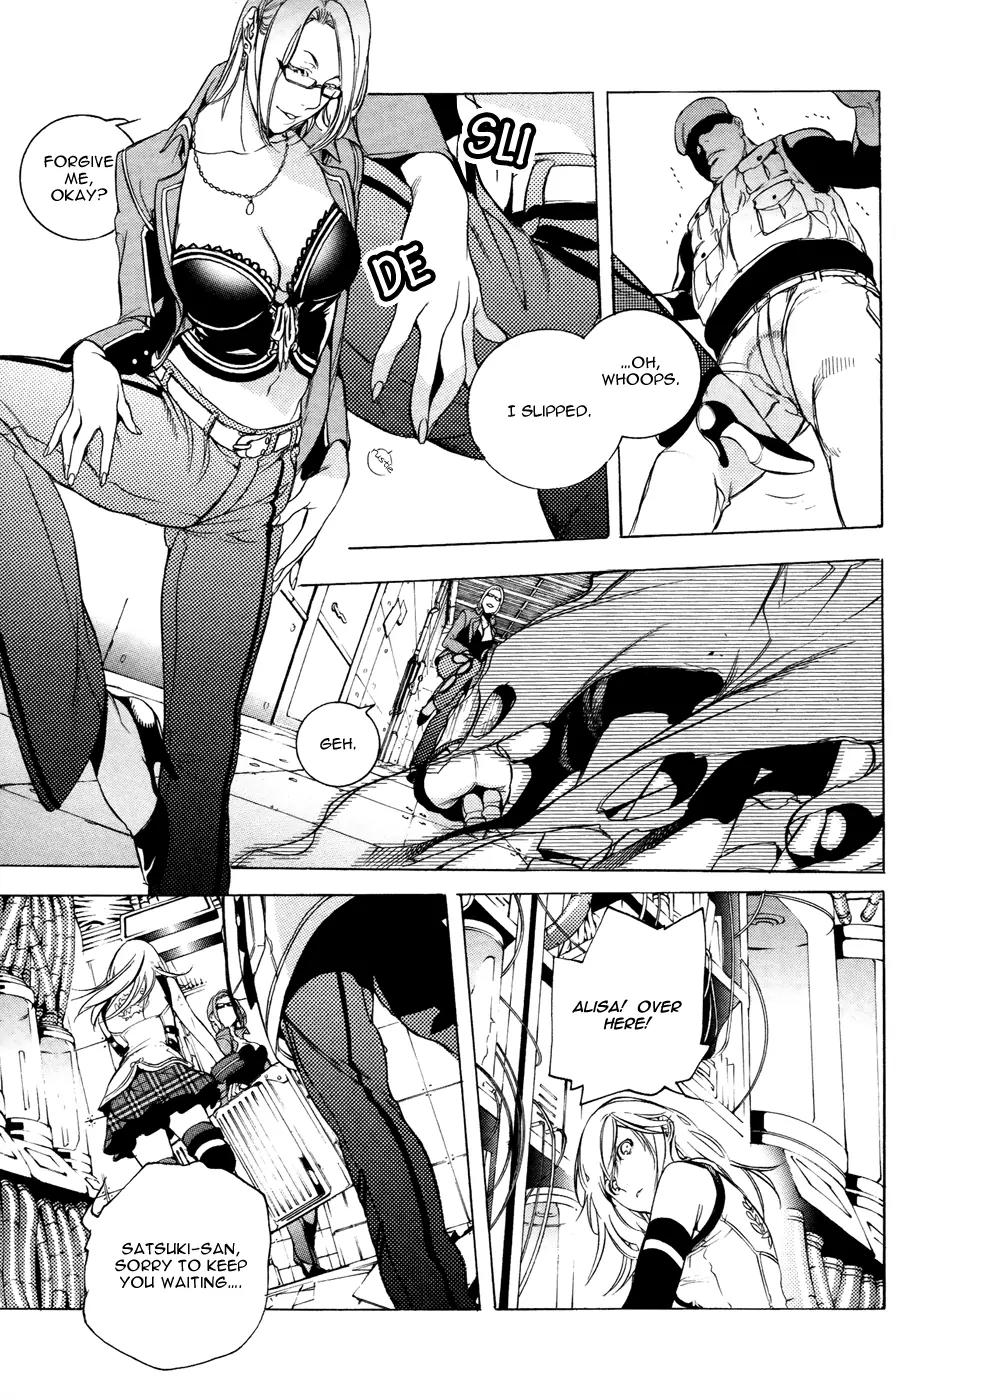 ...OH,
WHOOPS.
I SLIPPED.
SLI
DE
rustle
FORGIVE
ME,
OKAY?
GEH.
ALISA! OVER
HERE!
SATSUKI-SAN,
SORRY TO KEEP
YOU WAITING....